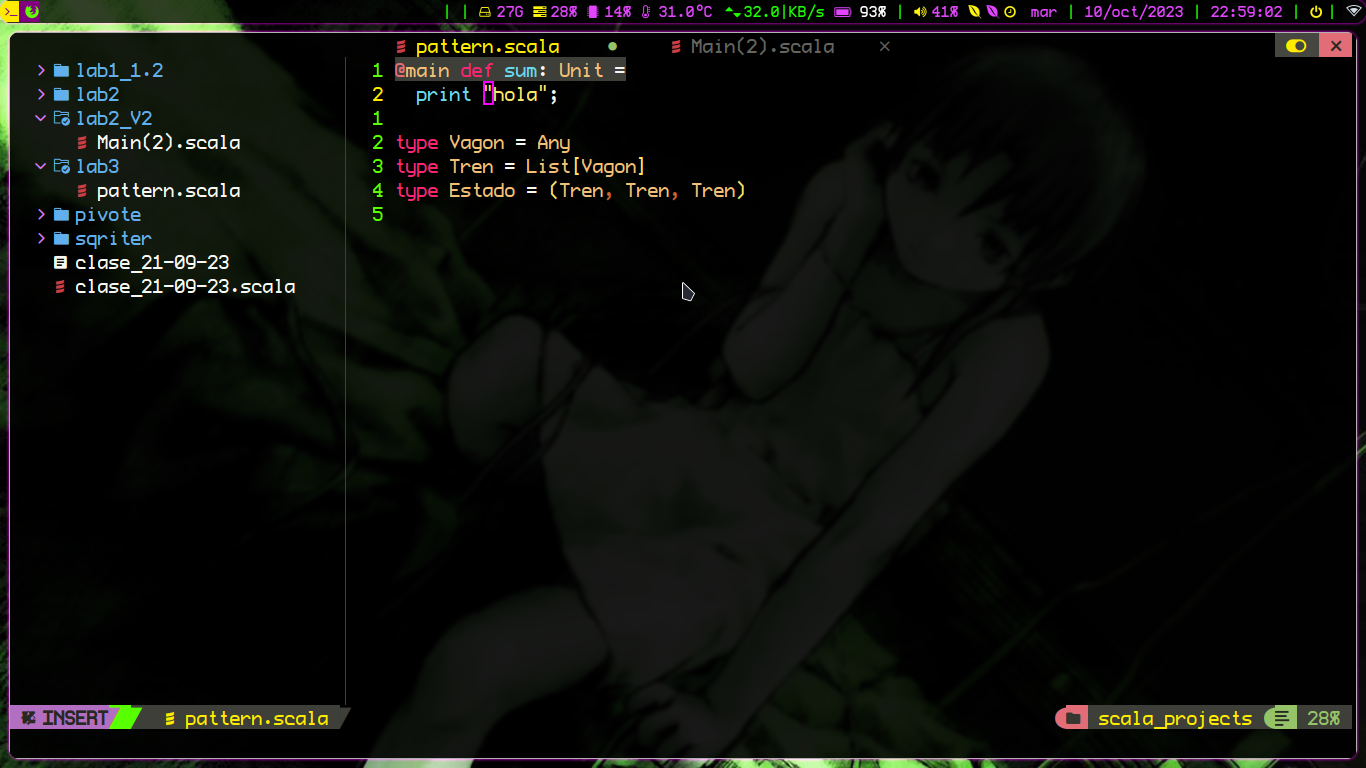 | | 27G 28% 14% 31.0°C 32.0|KB/s 93% | 41% mar | 10/oct/2023 | 22:59:02 | |
pattern.scala ● Main(2).scala ×
lab1_1.2
lab2
lab2_V2
Main(2).scala
lab3
pattern.scala
pivote
sqriter
clase_21-09-23
clase_21-09-23.scala
1 @main def sum: Unit =
2   print "hola";
1
2 type Vagon = Any
3 type Tren = List[Vagon]
4 type Estado = (Tren, Tren, Tren)
5
INSERT pattern.scala scala_projects 28%